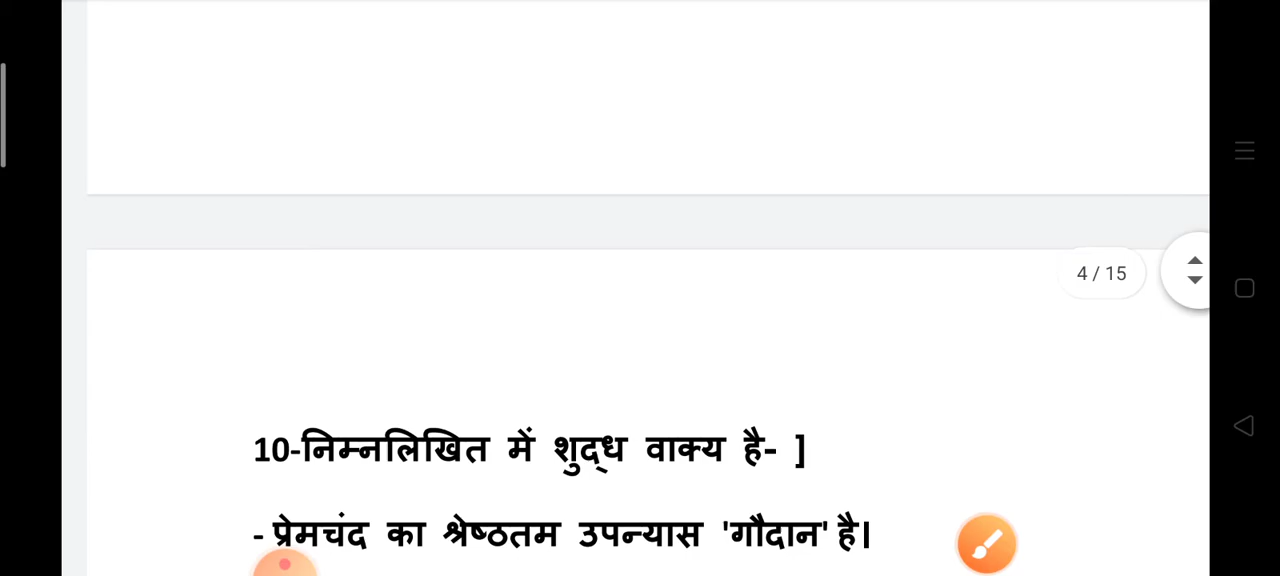 4 / 15
10-निम्नलिखित में शुद्ध वाक्य है- ]
- प्रेमचंद का श्रेष्ठतम उपन्यास 'गौदान' है।